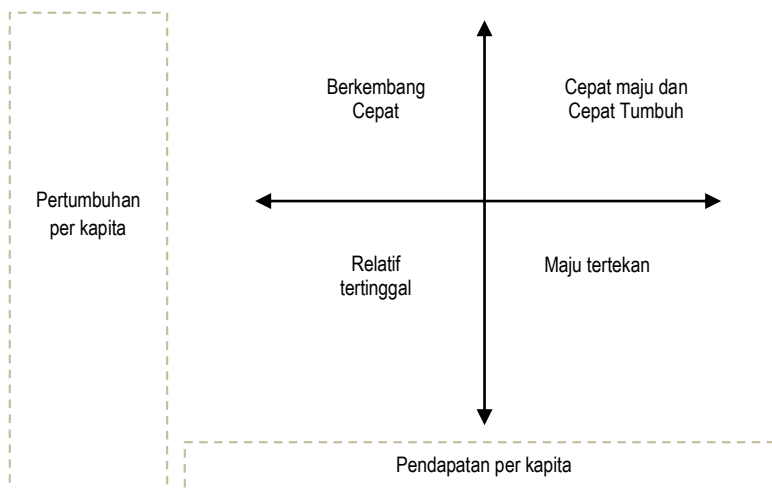 Berkembang
Cepat
Cepat maju dan
Cepat Tumbuh
Pertumbuhan
per kapita
Relatif
tertinggal
Maju tertekan
Pendapatan per kapita